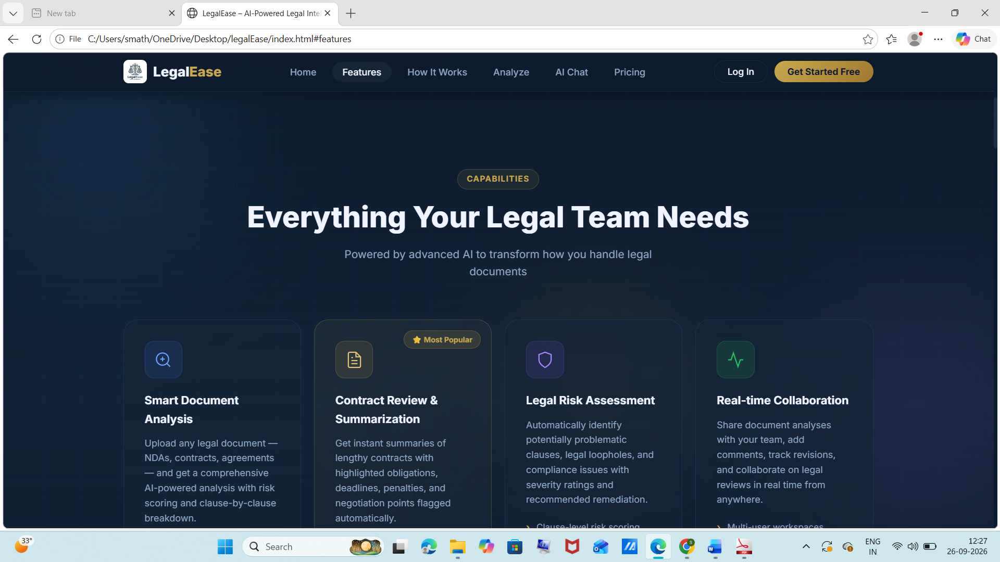 New tab
LegalEase – AI-Powered Legal Inte
File C:/Users/smath/OneDrive/Desktop/legalEase/index.html#features
Chat
LegalEase
LegalEase
Home
Features
How It Works
Analyze
AI Chat
Pricing
Log In
Get Started Free
CAPABILITIES
Everything Your Legal Team Needs
Powered by advanced AI to transform how you handle legal
documents
Smart Document
Analysis
Upload any legal document —
NDAs, contracts, agreements
— and get a comprehensive
AI-powered analysis with risk
scoring and clause-by-clause
breakdown.
Most Popular
Contract Review &
Summarization
Get instant summaries of
lengthy contracts with
highlighted obligations,
deadlines, penalties, and
negotiation points flagged
automatically.
Legal Risk Assessment
Automatically identify
potentially problematic
clauses, legal loopholes, and
compliance issues with
severity ratings and
recommended remediation.
› Clause-level risk scoring
Real-time Collaboration
Share document analyses
with your team, add
comments, track revisions,
and collaborate on legal
reviews in real time from
anywhere.
› Multi-user workspaces
33°
Search
S
W
PDF
ENG
IN
12:27
26-09-2026